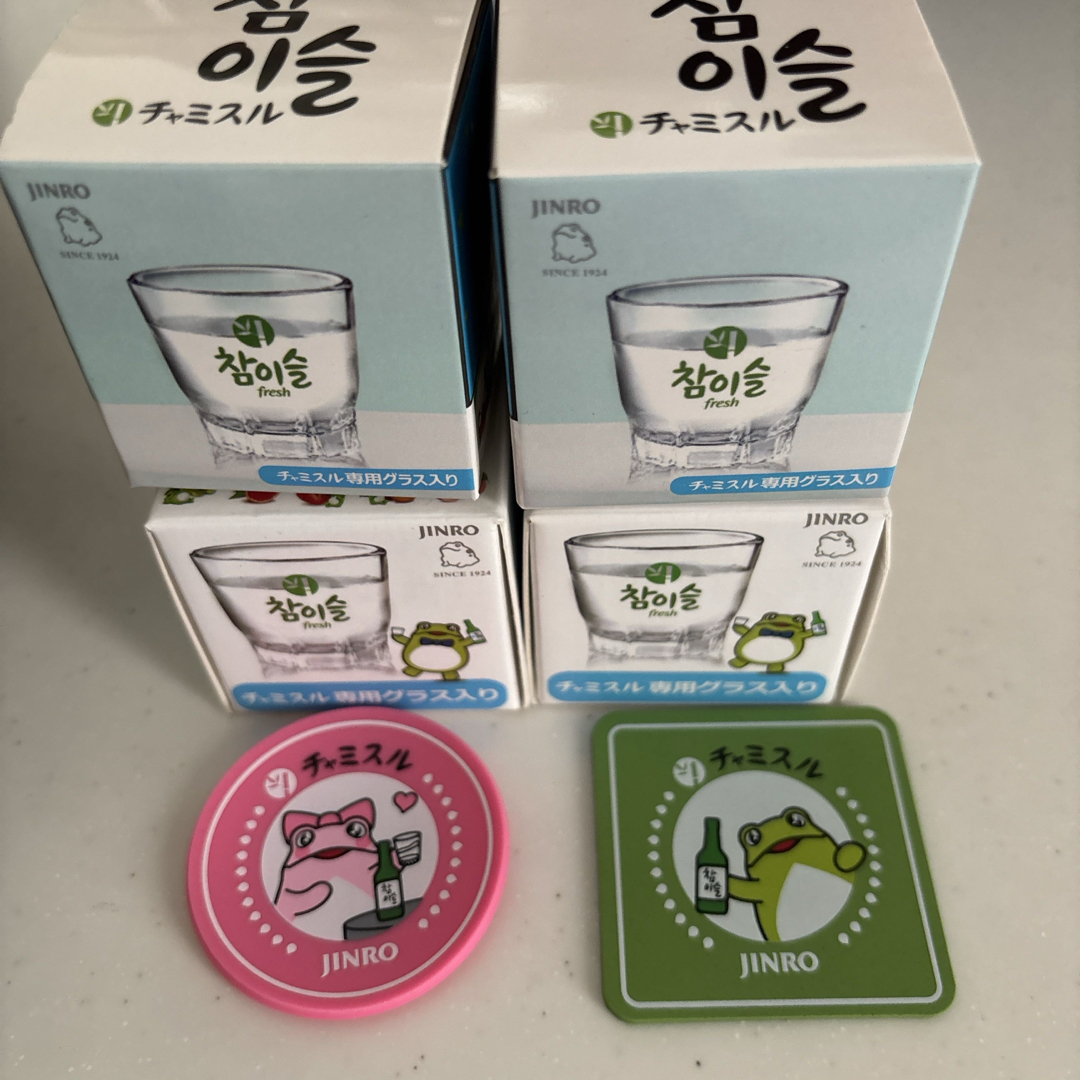 참
이슬
チャミスル
JINRO
SINCE 1924
참이슬
fresh
チャミスル 専用グラス入り
참
이슬
チャミスル
JINRO
SINCE 1924
참이슬
fresh
チャミスル 専用グラス入り
JINRO
SINCE 1924
참이슬
fresh
チャミスル 専用グラス入り
JINRO
SINCE 1924
참이슬
fresh
チャミスル 専用グラス入り
チャミスル
참
이슬
JINRO
チャミスル
참
이슬
JINRO